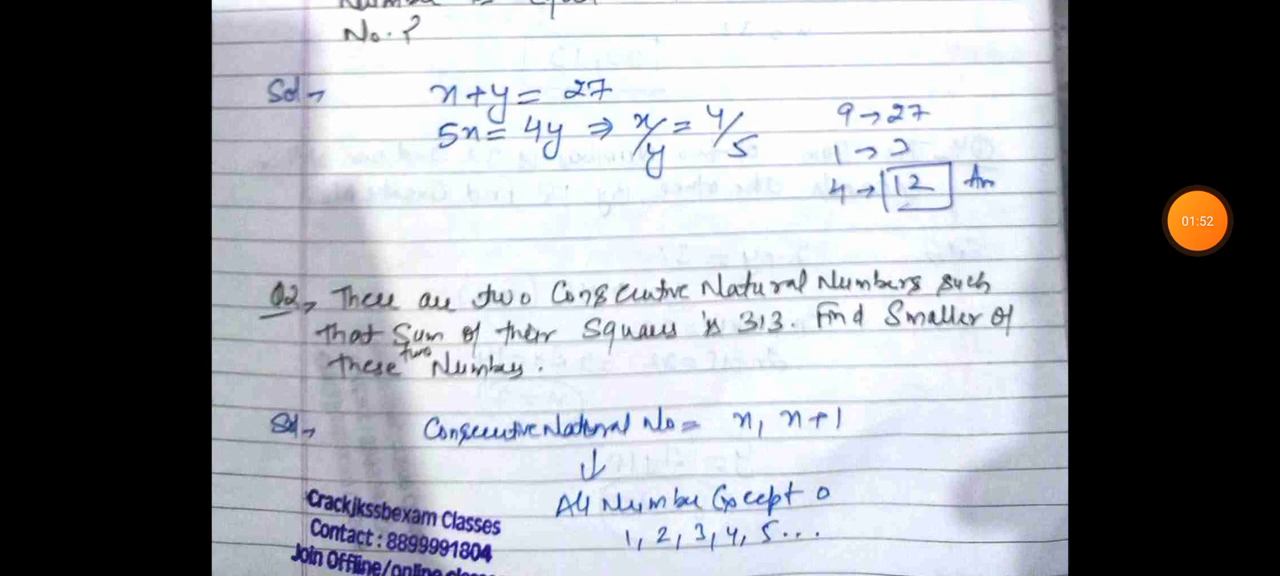 No.?
Sol→ x+y= 27
5x= 4y ⇒ x/y = 4/5
9→27
1→3
4→12 An
Q2→ There are two Consecutive Natural Numbers such
that Sum of their Squares is 313. Find Smaller of
these two Number.
Sol→ Consecutive Natural No = x, x+1
↓
All Number Except 0
1, 2, 3, 4, 5...
Crackjkssbexam Classes
Contact : 8899991804
Join Offline/online
01:52